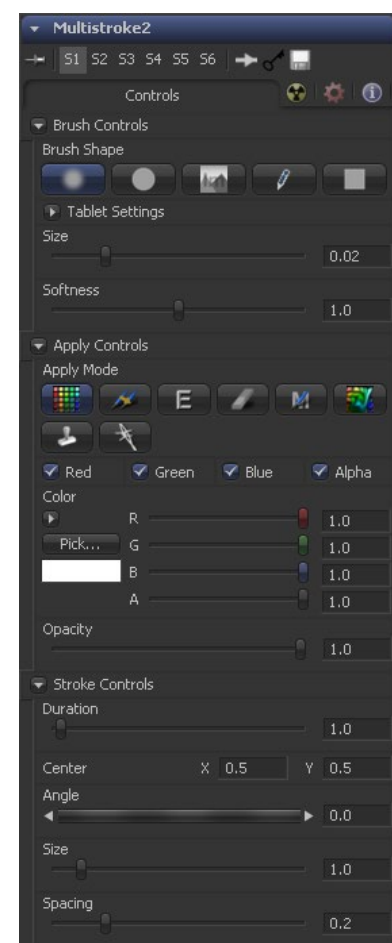 Multistroke2
S1 S2 S3 S4 S5 S6
Controls
Brush Controls
Brush Shape
Tablet Settings
Size
0.02
Softness
1.0
Apply Controls
Apply Mode
E M
Red Green Blue Alpha
Color
R 1.0
Pick... G 1.0
B 1.0
A 1.0
Opacity
1.0
Stroke Controls
Duration
1.0
Center X 0.5 Y 0.5
Angle
0.0
Size
1.0
Spacing
0.2